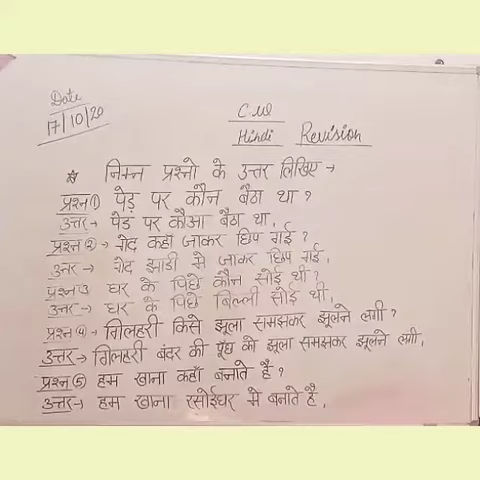 Date
17/10/20
C.W
Hindi Revision
* निम्न प्रश्नो के उत्तर लिखिए →
प्रश्न① पेड़ पर कौन बैठा था ?
उत्तर → पेड़ पर कौआ बैठा था.
प्रश्न② गेंद कहाँ जाकर छिप गई ?
उत्तर → गेंद झाडी में जाकर छिप गई.
प्रश्न 3 घर के पिछे कौन सोई थी ?
उत्तर → घर के पिछे बिल्ली सोई थी.
प्रश्न④ गिलहरी किसे झूला समझकर झूलने लगी ?
उत्तर → गिलहरी बंदर की पूँछ को झूला समझकर झूलने लगी.
प्रश्न⑤ हम खाना कहाँ बनाते है ?
उत्तर → हम खाना रसोईघर मे बनाते है.